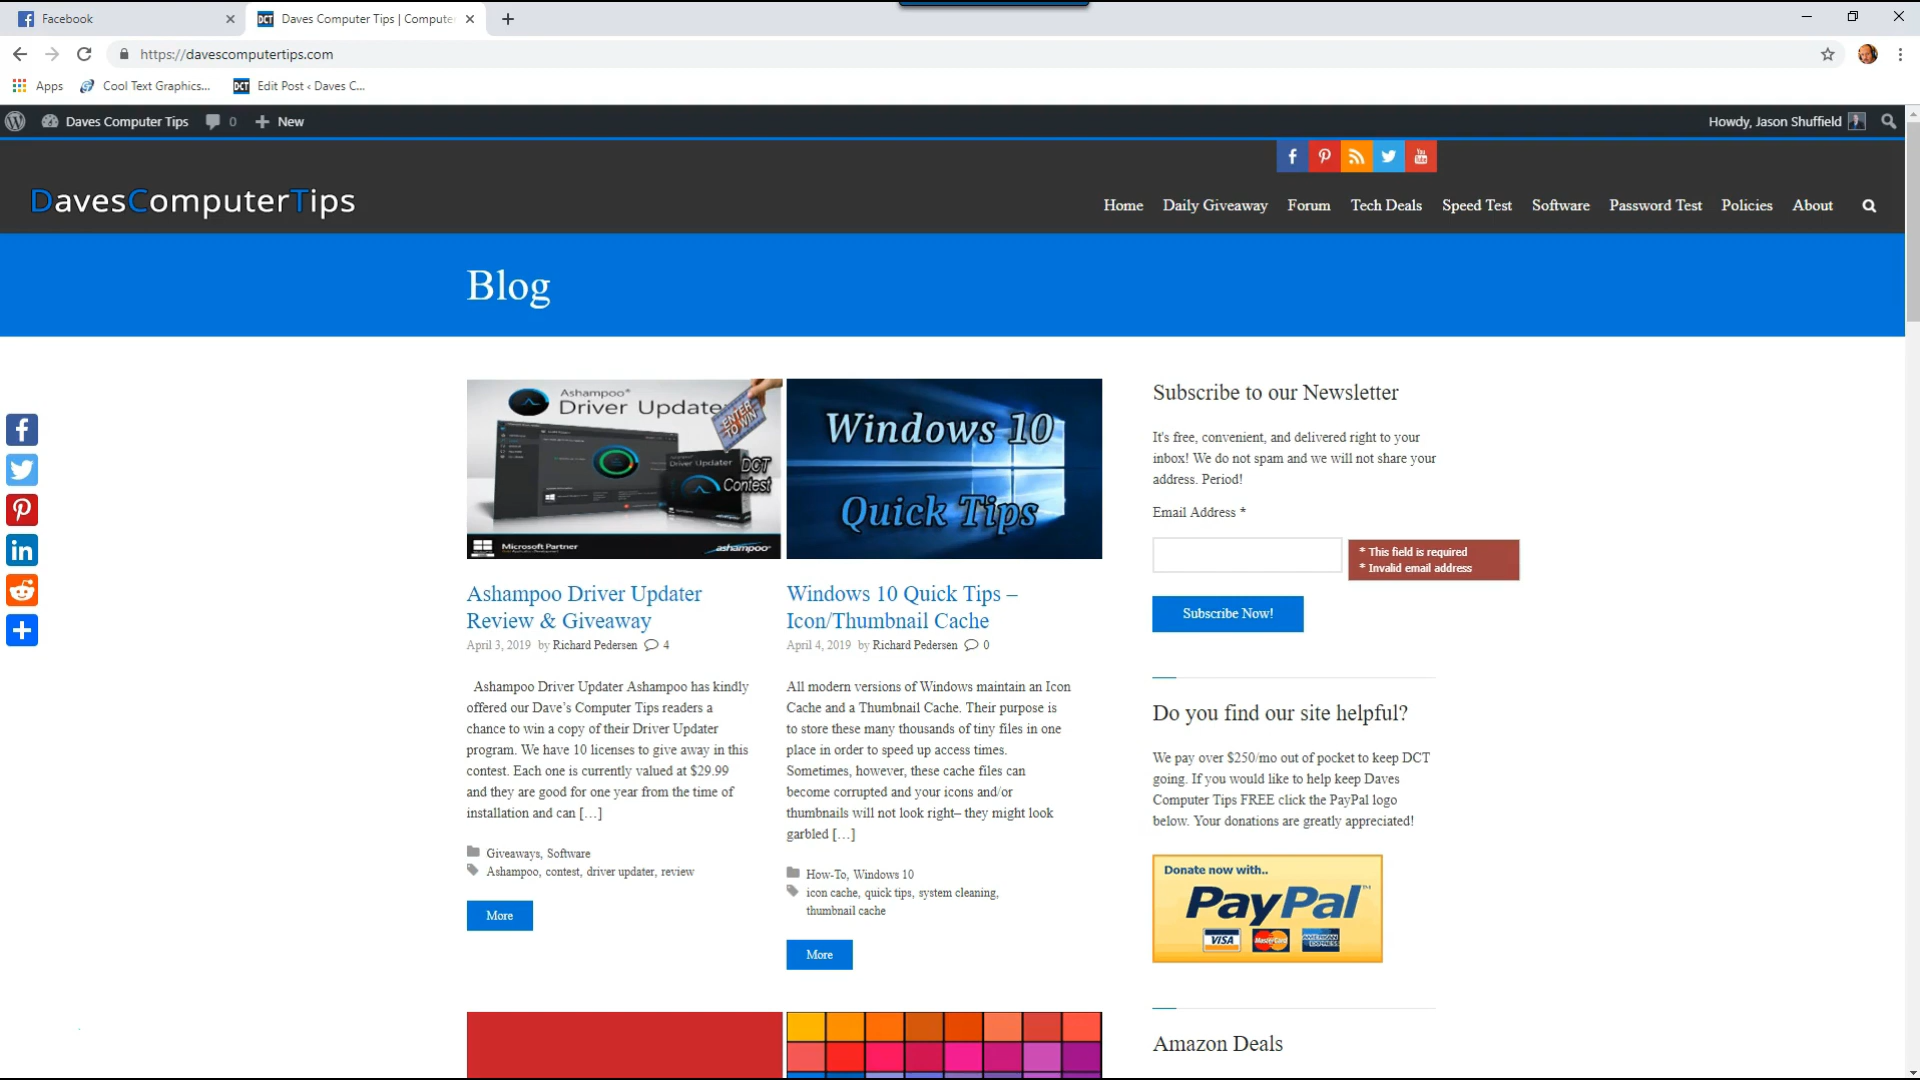 Facebook
DCT Daves Computer Tips | Compute
https://davescomputertips.com
Apps
Cool Text Graphics...
DCT Edit Post ‹ Daves C...
Daves Computer Tips
0
New
Howdy, Jason Shuffield
You Tube
DavesComputerTips
Home
Daily Giveaway
Forum
Tech Deals
Speed Test
Software
Password Test
Policies
About
Blog
Ashampoo®
Driver Update
ENTER TO WIN
Driver Updater
DCT
Contest
Microsoft Partner
ashampoo®
Windows 10
Quick Tips
Ashampoo Driver Updater
Review & Giveaway
April 3, 2019 by Richard Pedersen 4
Ashampoo Driver Updater Ashampoo has kindly
offered our Dave’s Computer Tips readers a
chance to win a copy of their Driver Updater
program. We have 10 licenses to give away in this
contest. Each one is currently valued at $29.99
and they are good for one year from the time of
installation and can […]
Giveaways, Software
Ashampoo, contest, driver updater, review
More
Windows 10 Quick Tips –
Icon/Thumbnail Cache
April 4, 2019 by Richard Pedersen 0
All modern versions of Windows maintain an Icon
Cache and a Thumbnail Cache. Their purpose is
to store these many thousands of tiny files in one
place in order to speed up access times.
Sometimes, however, these cache files can
become corrupted and your icons and/or
thumbnails will not look right– they might look
garbled […]
How-To, Windows 10
icon cache, quick tips, system cleaning,
thumbnail cache
More
Subscribe to our Newsletter
It's free, convenient, and delivered right to your
inbox! We do not spam and we will not share your
address. Period!
Email Address *
* This field is required
* Invalid email address
Subscribe Now!
Do you find our site helpful?
We pay over $250/mo out of pocket to keep DCT
going. If you would like to help keep Daves
Computer Tips FREE click the PayPal logo
below. Your donations are greatly appreciated!
Donate now with..
PayPal™
VISA MasterCard AMERICAN EXPRESS
Amazon Deals